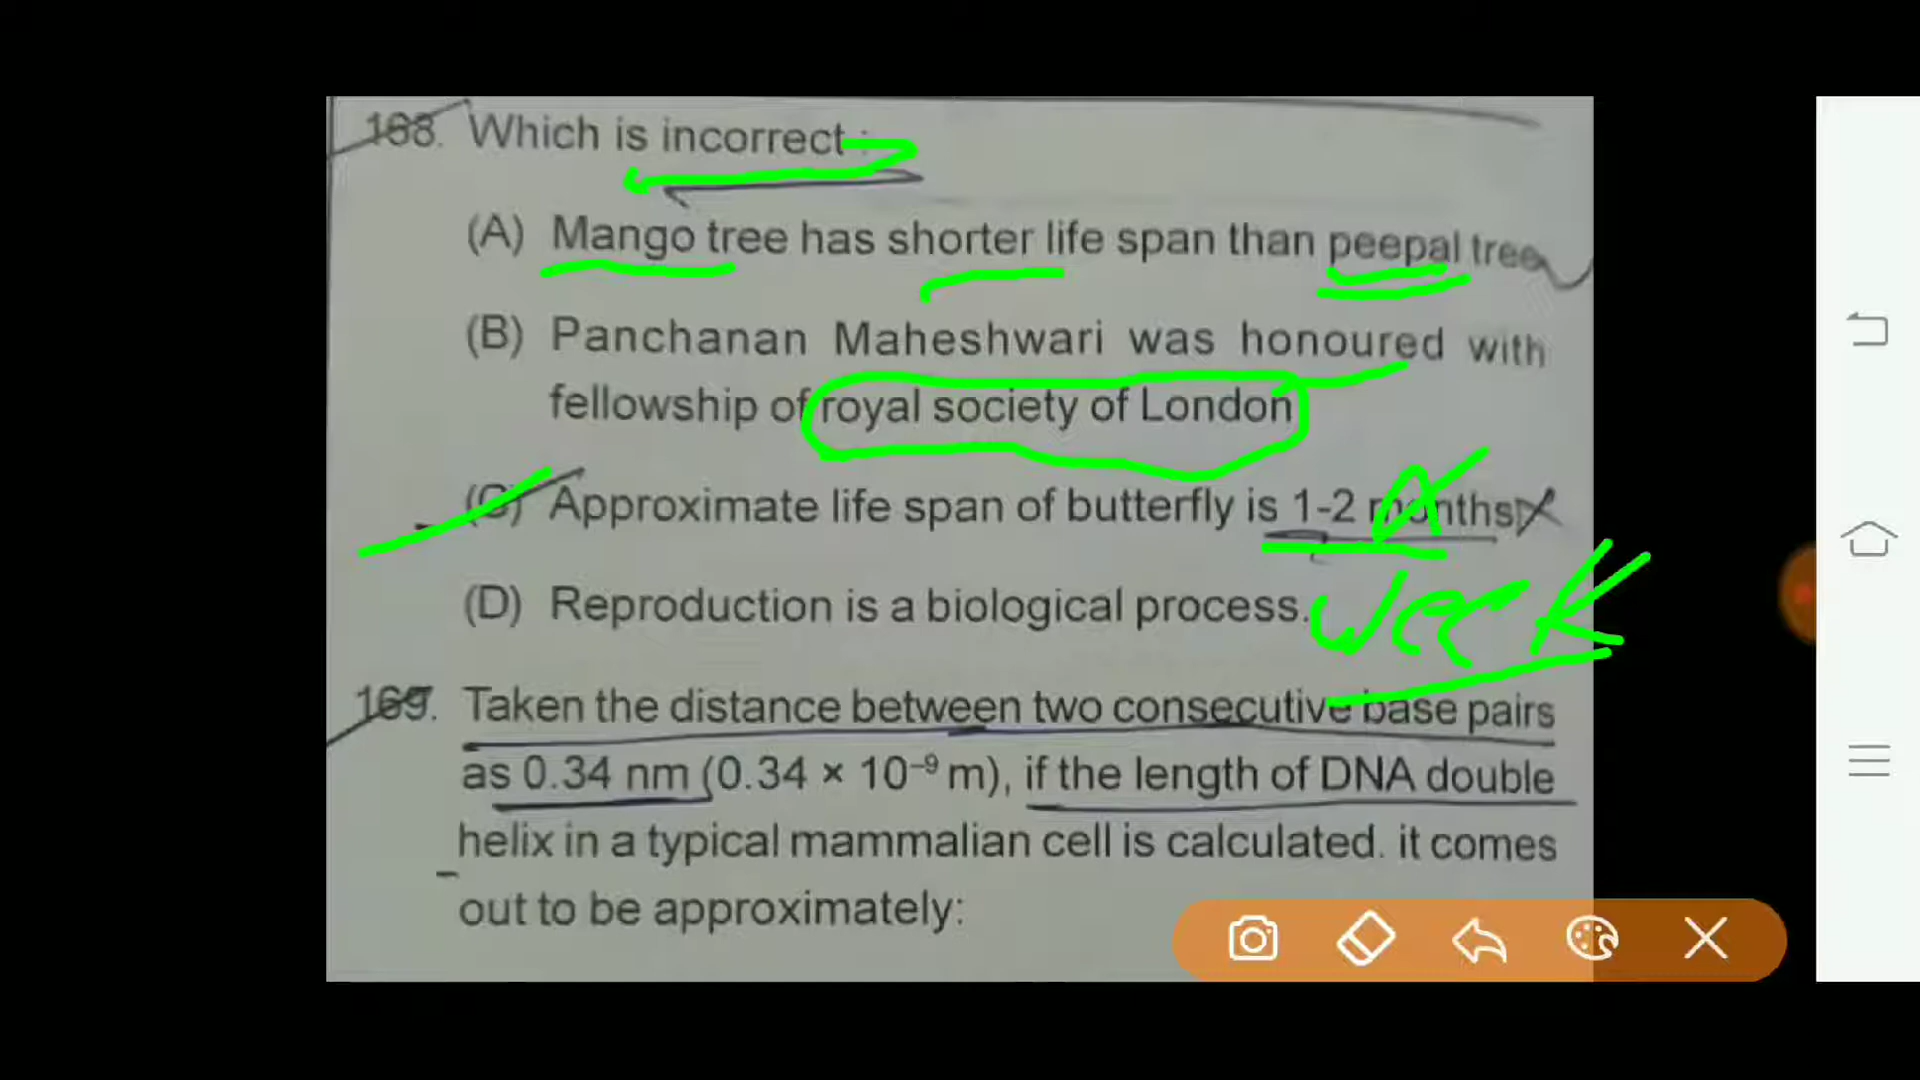 168. Which is incorrect :
(A) Mango tree has shorter life span than peepal tree
(B) Panchanan Maheshwari was honoured with
fellowship of royal society of London
(C) Approximate life span of butterfly is 1-2 months
(D) Reproduction is a biological process.
week
169. Taken the distance between two consecutive base pairs
as 0.34 nm (0.34 × 10⁻⁹ m), if the length of DNA double
helix in a typical mammalian cell is calculated. it comes
out to be approximately: